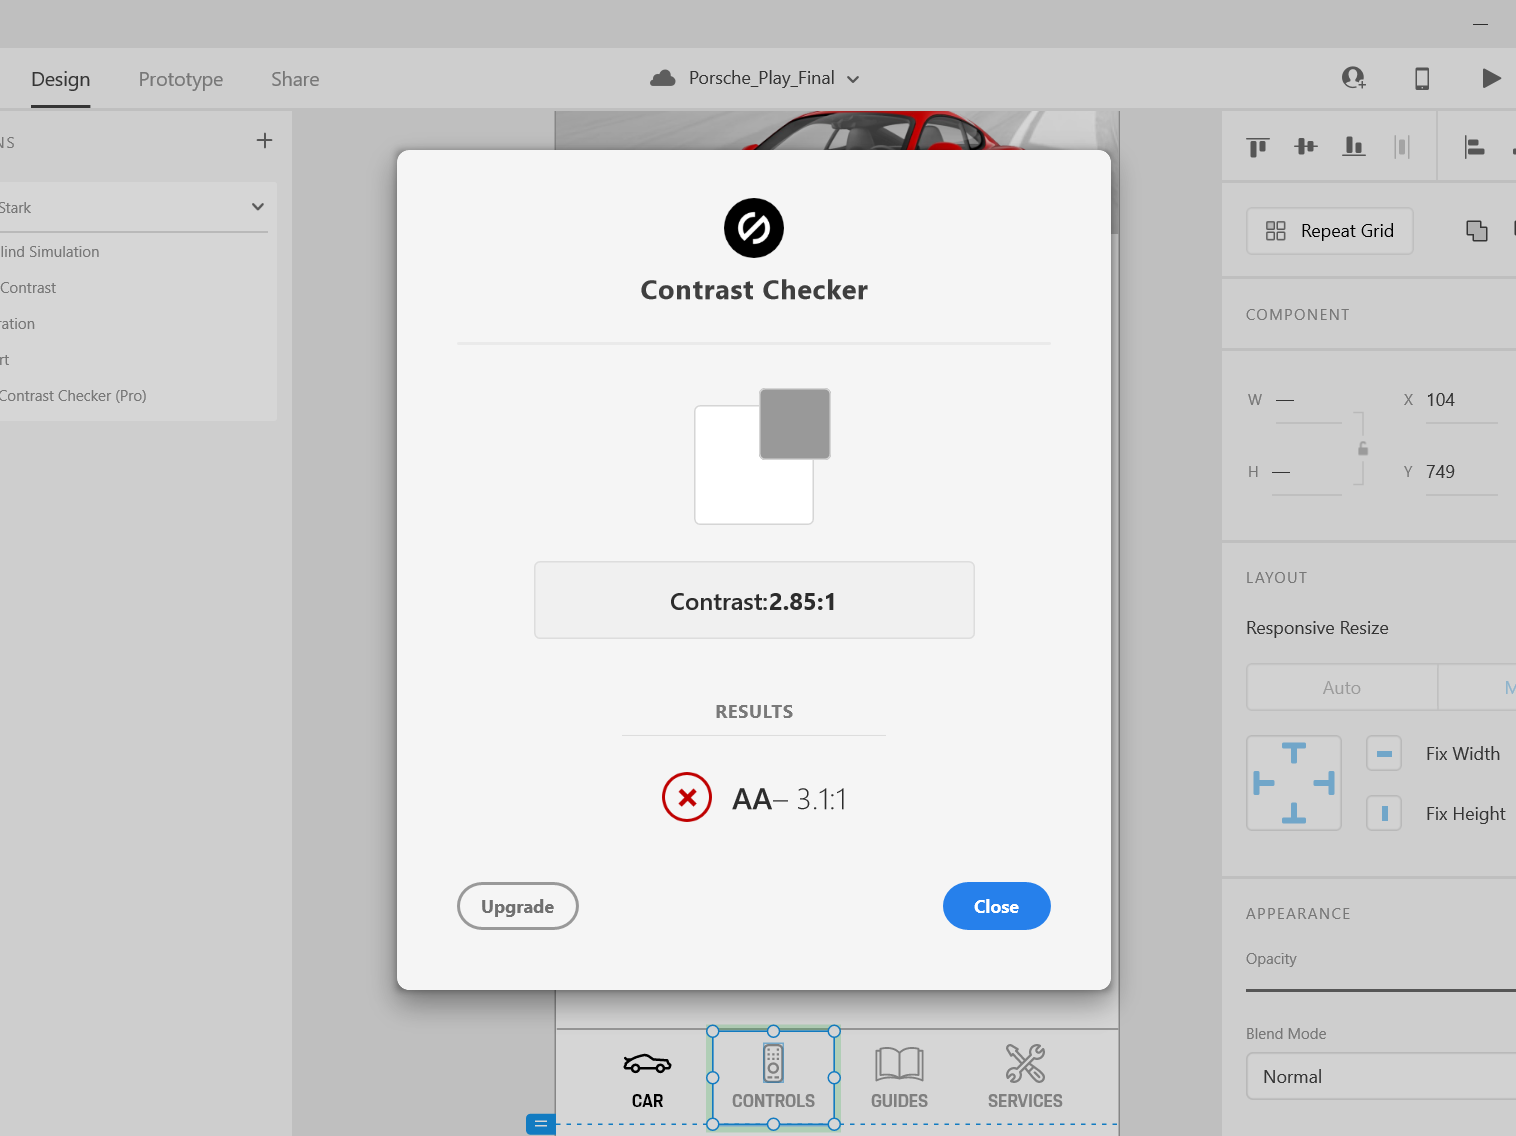 Design Prototype Share
Porsche_Play_Final
NS
Stark
lind Simulation
Contrast
ration
rt
Contrast Checker (Pro)
Contrast Checker
Contrast:2.85:1
RESULTS
AA– 3.1:1
Upgrade
Close
CAR CONTROLS GUIDES SERVICES
Repeat Grid
COMPONENT
W — X 104
H — Y 749
LAYOUT
Responsive Resize
Auto M
Fix Width
Fix Height
APPEARANCE
Opacity
Blend Mode
Normal